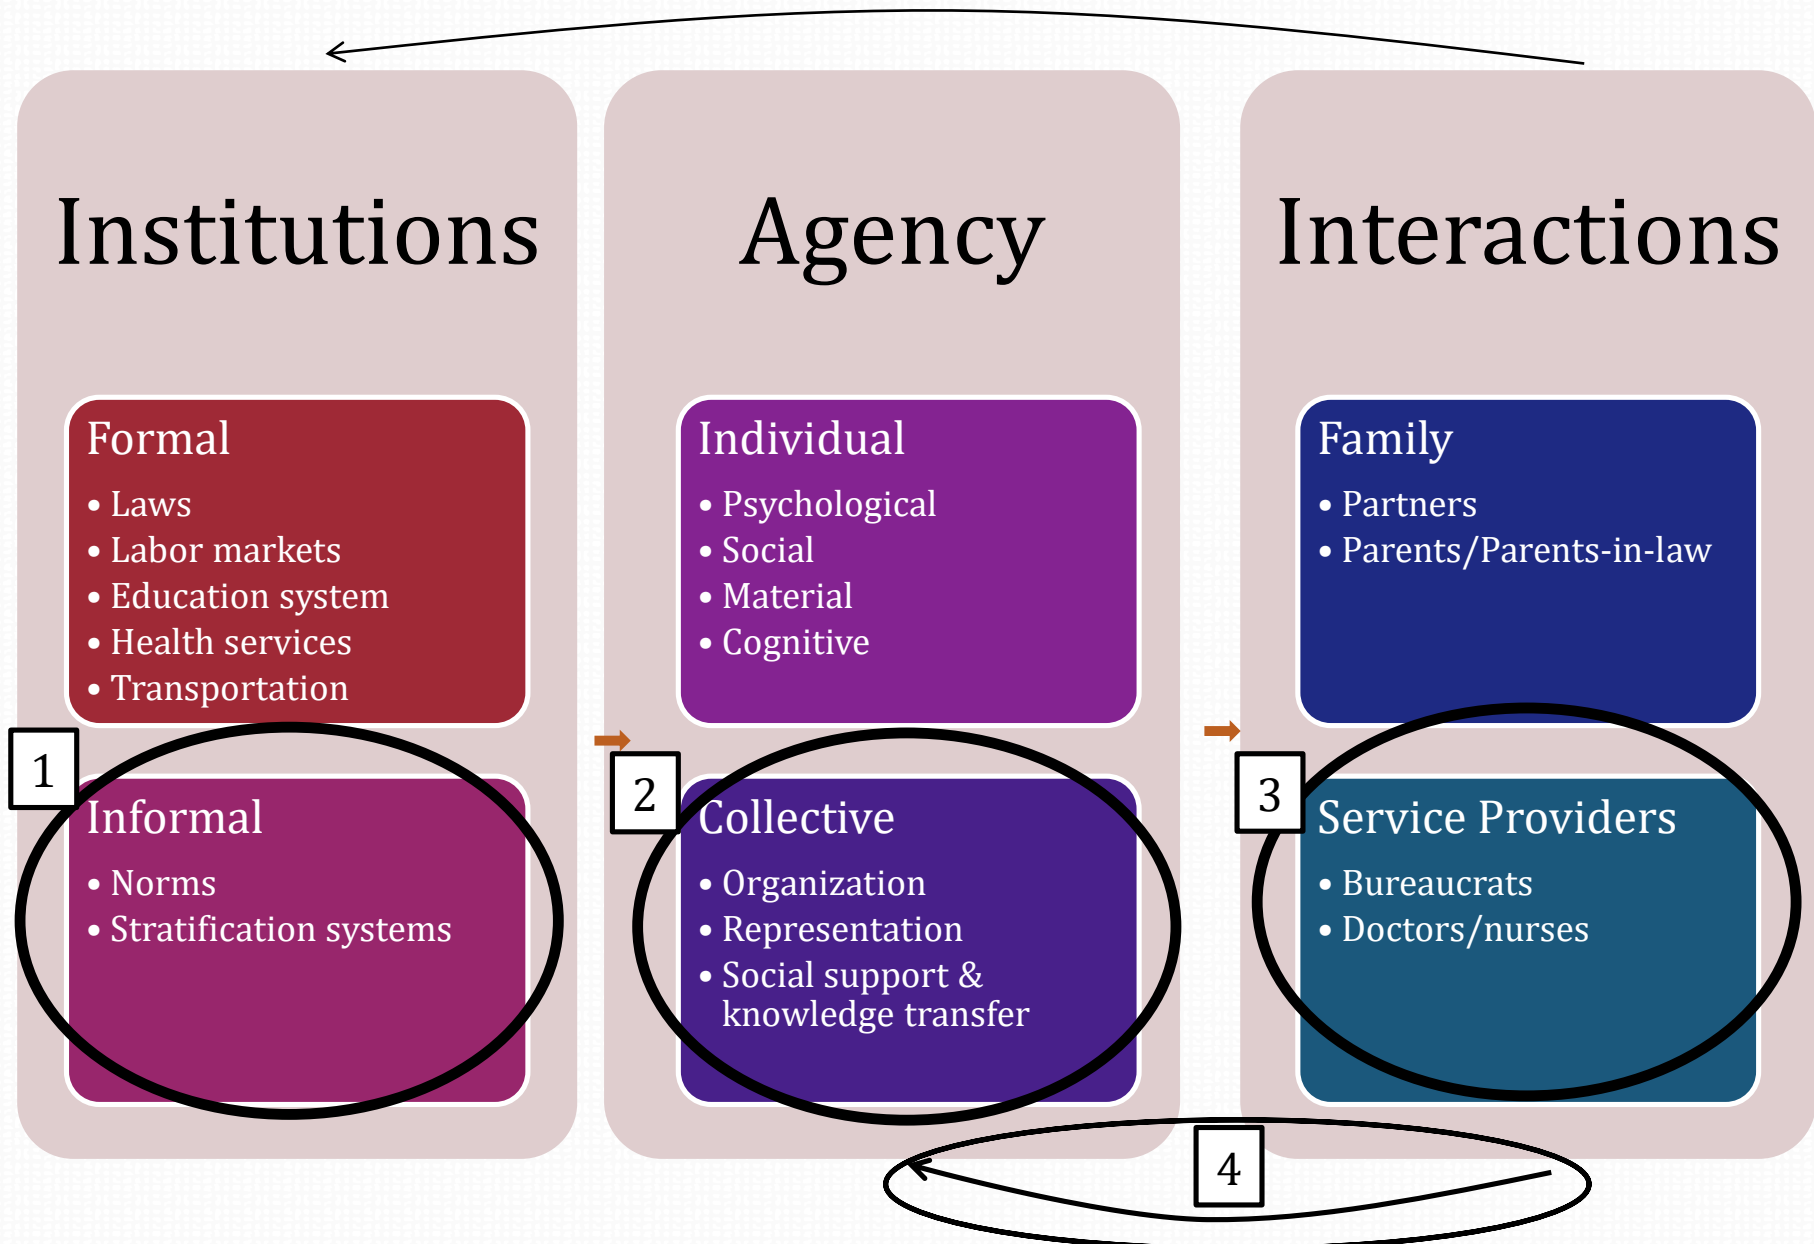 Institutions
Formal
• Laws
• Labor markets
• Education system
• Health services
• Transportation
1
Informal
• Norms
• Stratification systems
Agency
Individual
• Psychological
• Social
• Material
• Cognitive
2
Collective
• Organization
• Representation
• Social support &
knowledge transfer
Interactions
Family
• Partners
• Parents/Parents-in-law
3
Service Providers
• Bureaucrats
• Doctors/nurses
4